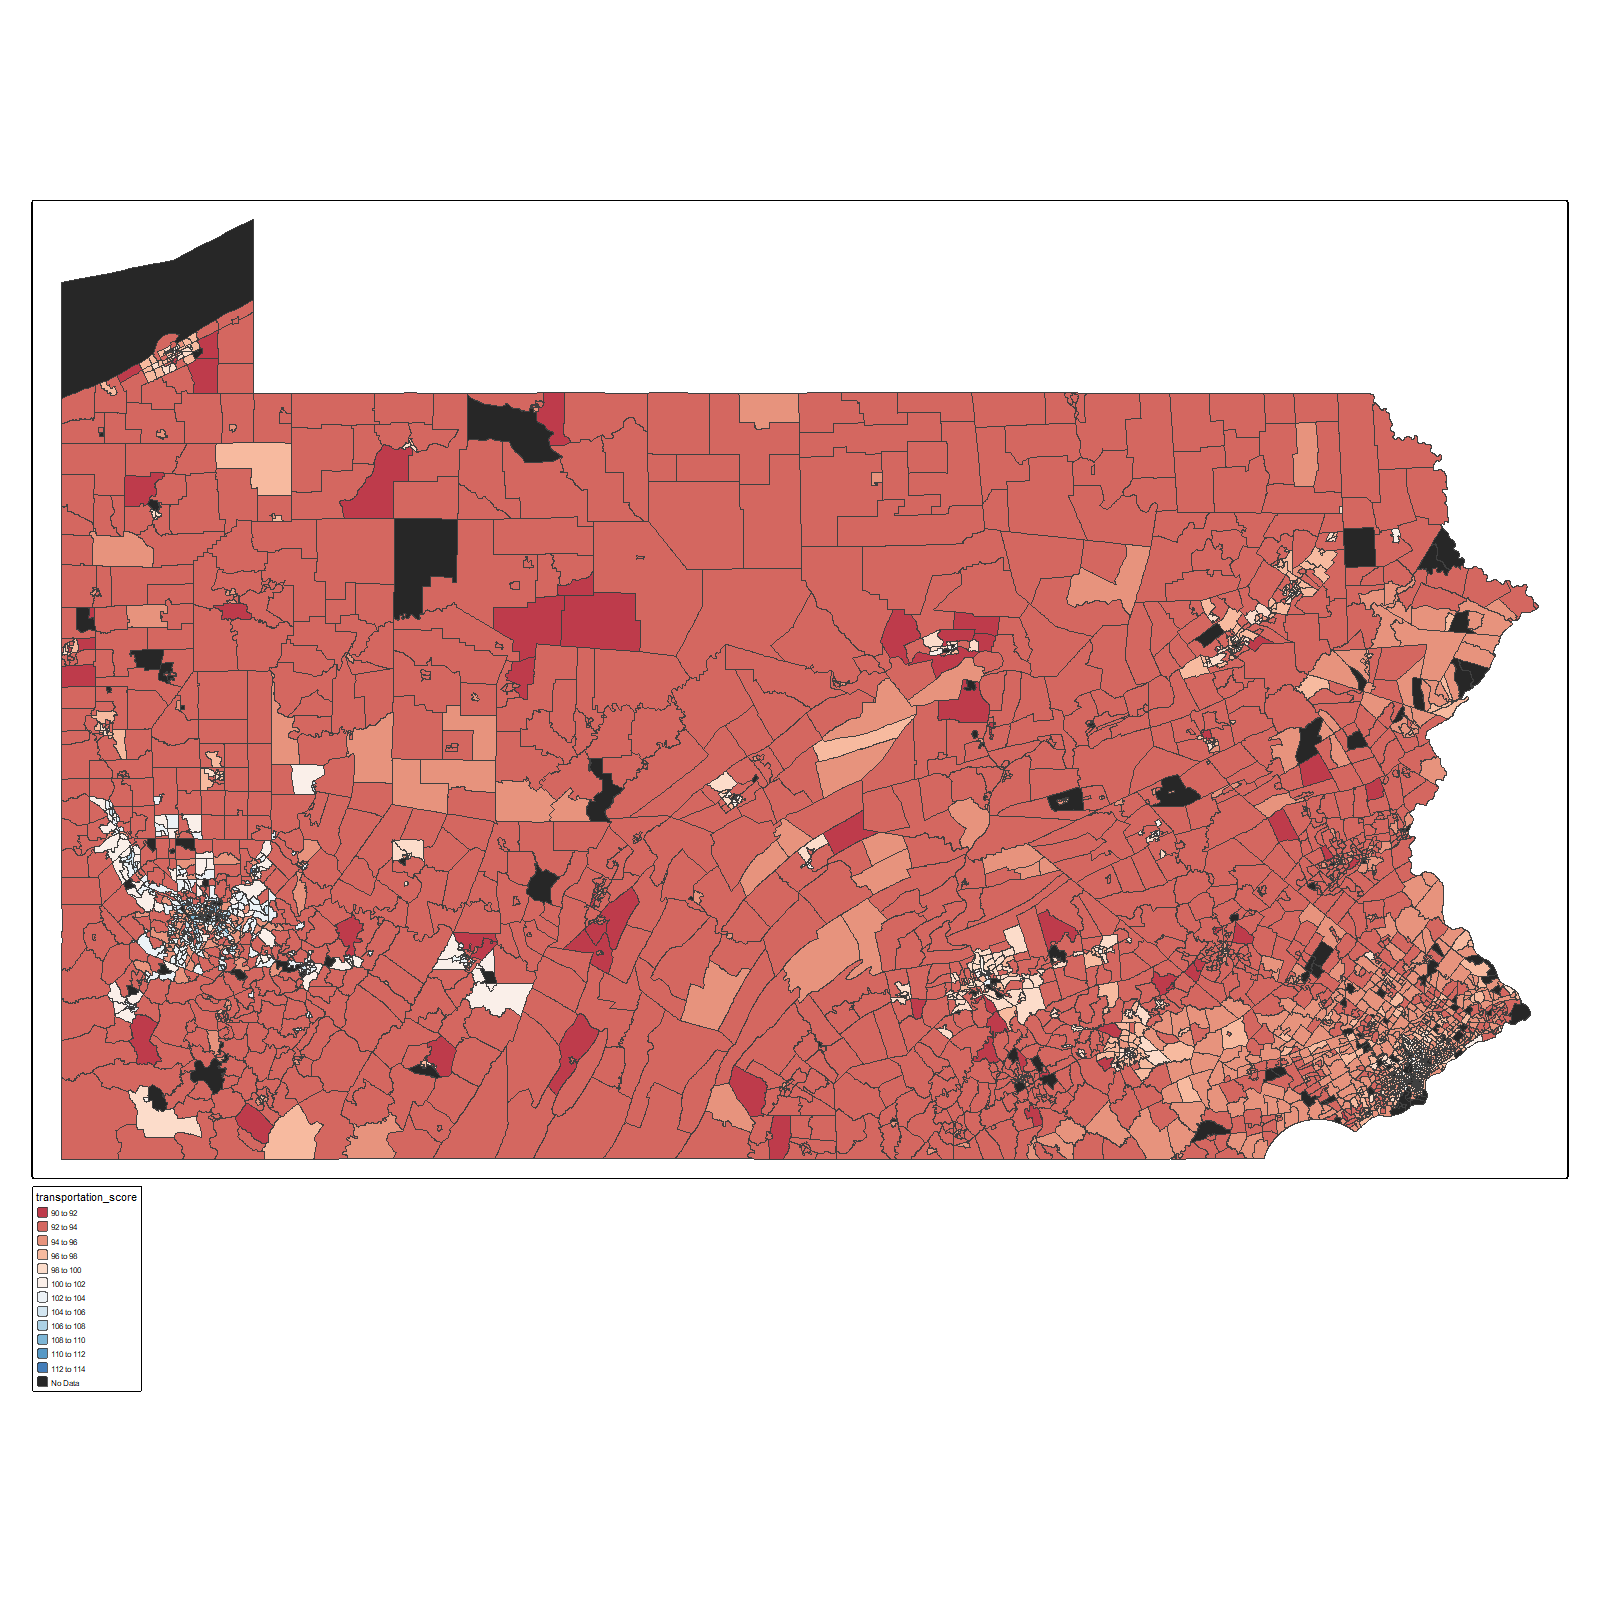 transportation_score
90 to 92
92 to 94
94 to 96
96 to 98
98 to 100
100 to 102
102 to 104
104 to 106
106 to 108
108 to 110
110 to 112
112 to 114
No Data